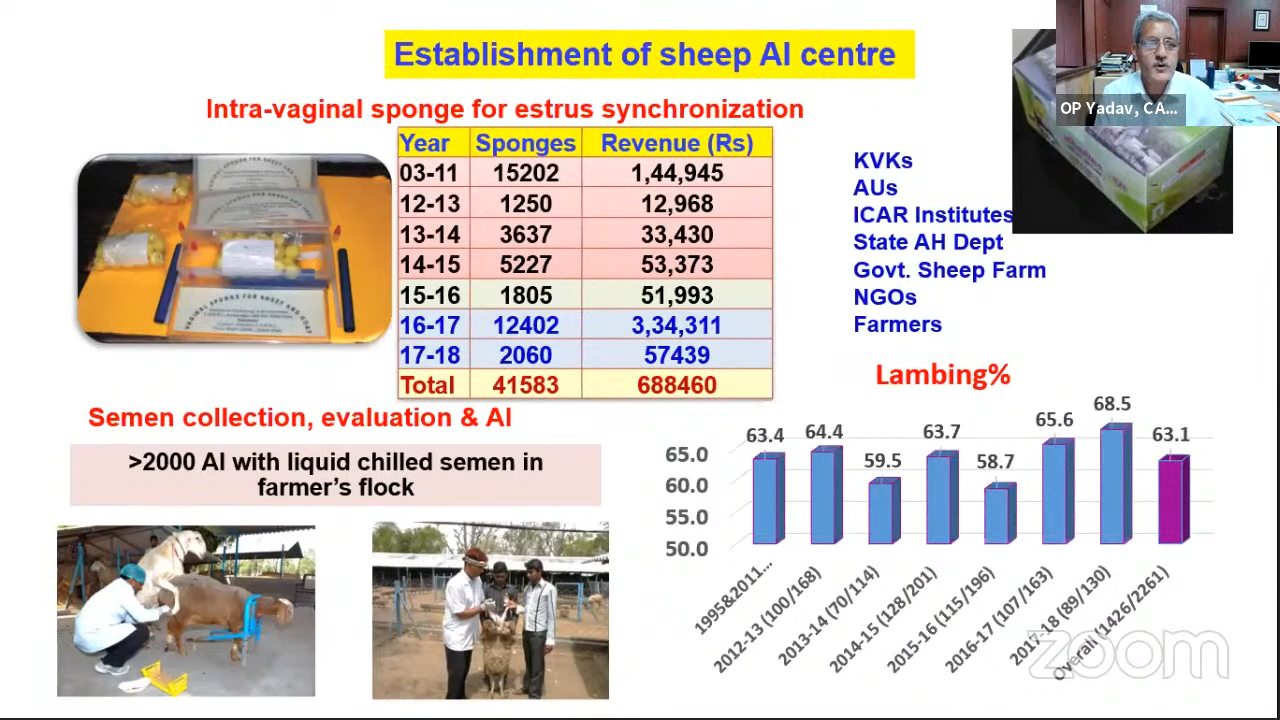 Establishment of sheep AI centre
OP Yadav, CA...
Intra-vaginal sponge for estrus synchronization
Year Sponges Revenue (Rs)
03-11 15202 1,44,945
12-13 1250 12,968
13-14 3637 33,430
14-15 5227 53,373
15-16 1805 51,993
16-17 12402 3,34,311
17-18 2060 57439
Total 41583 688460
VAGINAL SPONGE FOR SHEEP AND GOAT
KVKs
AUs
ICAR Institutes
State AH Dept
Govt. Sheep Farm
NGOs
Farmers
Semen collection, evaluation & AI
>2000 AI with liquid chilled semen in
farmer's flock
Lambing%
63.4 64.4 59.5 63.7 58.7 65.6 68.5 63.1
65.0
60.0
55.0
50.0
1995&2011...
2012-13 (100/168)
2013-14 (70/114)
2014-15 (128/201)
2015-16 (115/196)
2016-17 (107/163)
2017-18 (89/130)
Overall (1426/2261)
zoom